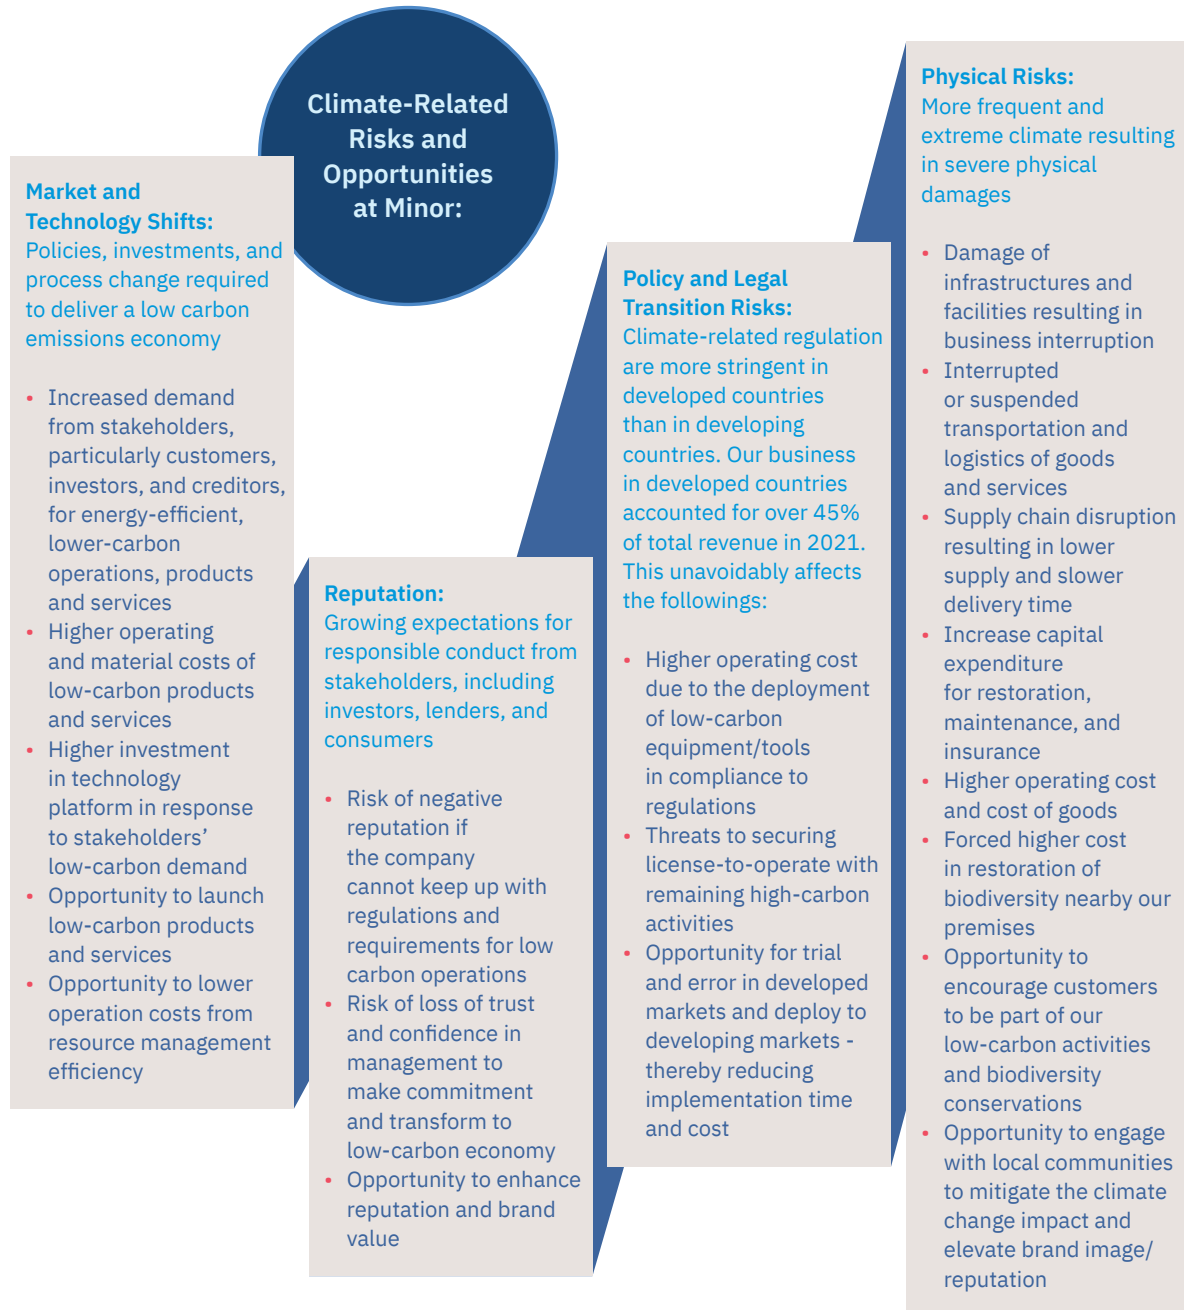 Climate-Related
Risks and
Opportunities
at Minor:
Market and
Technology Shifts:
Policies, investments, and
process change required
to deliver a low carbon
emissions economy
• Increased demand
from stakeholders,
particularly customers,
investors, and creditors,
for energy-efficient,
lower-carbon
operations, products
and services
• Higher operating
and material costs of
low-carbon products
and services
• Higher investment
in technology
platform in response
to stakeholders’
low-carbon demand
• Opportunity to launch
low-carbon products
and services
• Opportunity to lower
operation costs from
resource management
efficiency
Reputation:
Growing expectations for
responsible conduct from
stakeholders, including
investors, lenders, and
consumers
• Risk of negative
reputation if
the company
cannot keep up with
regulations and
requirements for low
carbon operations
• Risk of loss of trust
and confidence in
management to
make commitment
and transform to
low-carbon economy
• Opportunity to enhance
reputation and brand
value
Policy and Legal
Transition Risks:
Climate-related regulation
are more stringent in
developed countries
than in developing
countries. Our business
in developed countries
accounted for over 45%
of total revenue in 2021.
This unavoidably affects
the followings:
• Higher operating cost
due to the deployment
of low-carbon
equipment/tools
in compliance to
regulations
• Threats to securing
license-to-operate with
remaining high-carbon
activities
• Opportunity for trial
and error in developed
markets and deploy to
developing markets -
thereby reducing
implementation time
and cost
Physical Risks:
More frequent and
extreme climate resulting
in severe physical
damages
• Damage of
infrastructures and
facilities resulting in
business interruption
• Interrupted
or suspended
transportation and
logistics of goods
and services
• Supply chain disruption
resulting in lower
supply and slower
delivery time
• Increase capital
expenditure
for restoration,
maintenance, and
insurance
• Higher operating cost
and cost of goods
• Forced higher cost
in restoration of
biodiversity nearby our
premises
• Opportunity to
encourage customers
to be part of our
low-carbon activities
and biodiversity
conservations
• Opportunity to engage
with local communities
to mitigate the climate
change impact and
elevate brand image/
reputation